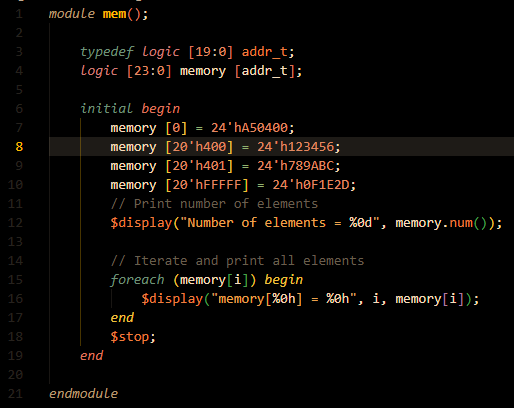 1 module mem();
2
3 typedef logic [19:0] addr_t;
4 logic [23:0] memory [addr_t];
5
6 initial begin
7 memory [0] = 24'hA50400;
8 memory [20'h400] = 24'h123456;
9 memory [20'h401] = 24'h789ABC;
10 memory [20'hFFFFF] = 24'h0F1E2D;
11 // Print number of elements
12 $display("Number of elements = %0d", memory.num());
13
14 // Iterate and print all elements
15 foreach (memory[i]) begin
16 $display("memory[%0h] = %0h", i, memory[i]);
17 end
18 $stop;
19 end
20
21 endmodule